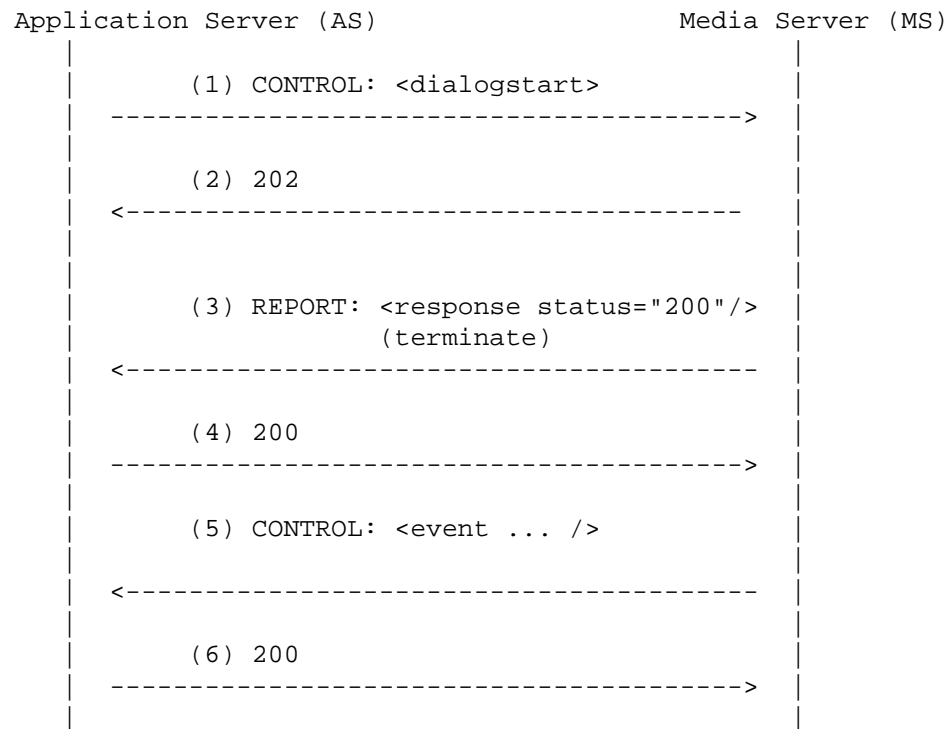 Application Server (AS) Media Server (MS)
(1) CONTROL: <dialogstart>
(2) 202
(3) REPORT: <response status="200"/>
(terminate)
(4) 200
(5) CONTROL: <event ... />
(6) 200